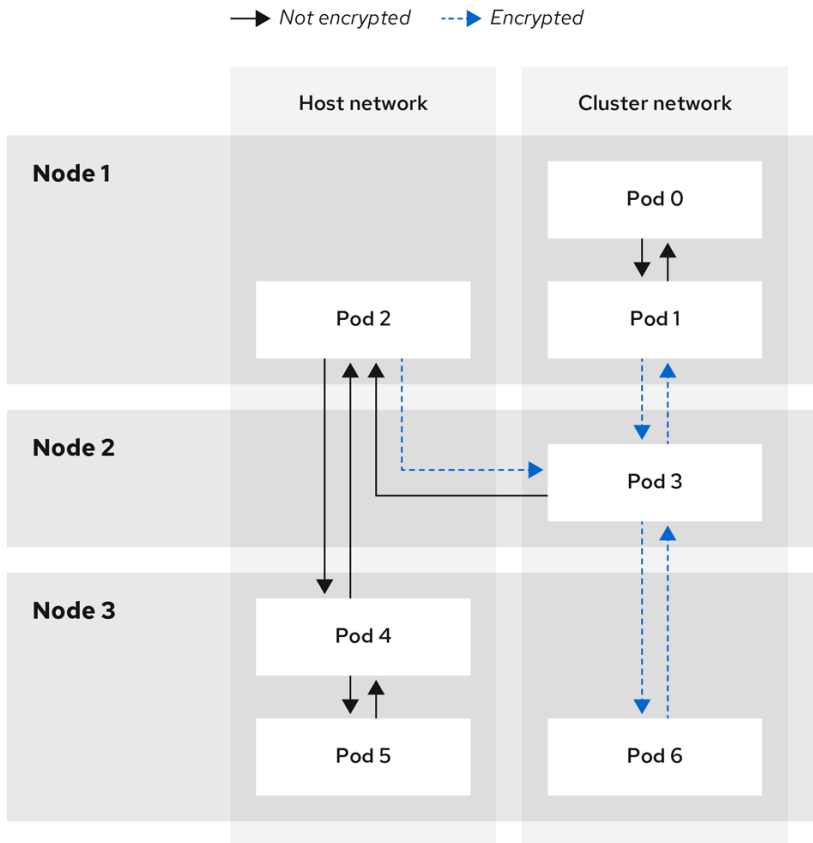 Not encrypted
Encrypted
Host network
Cluster network
Node 1
Pod 0
Pod 2
Pod 1
Node 2
Pod 3
Node 3
Pod 4
Pod 5
Pod 6